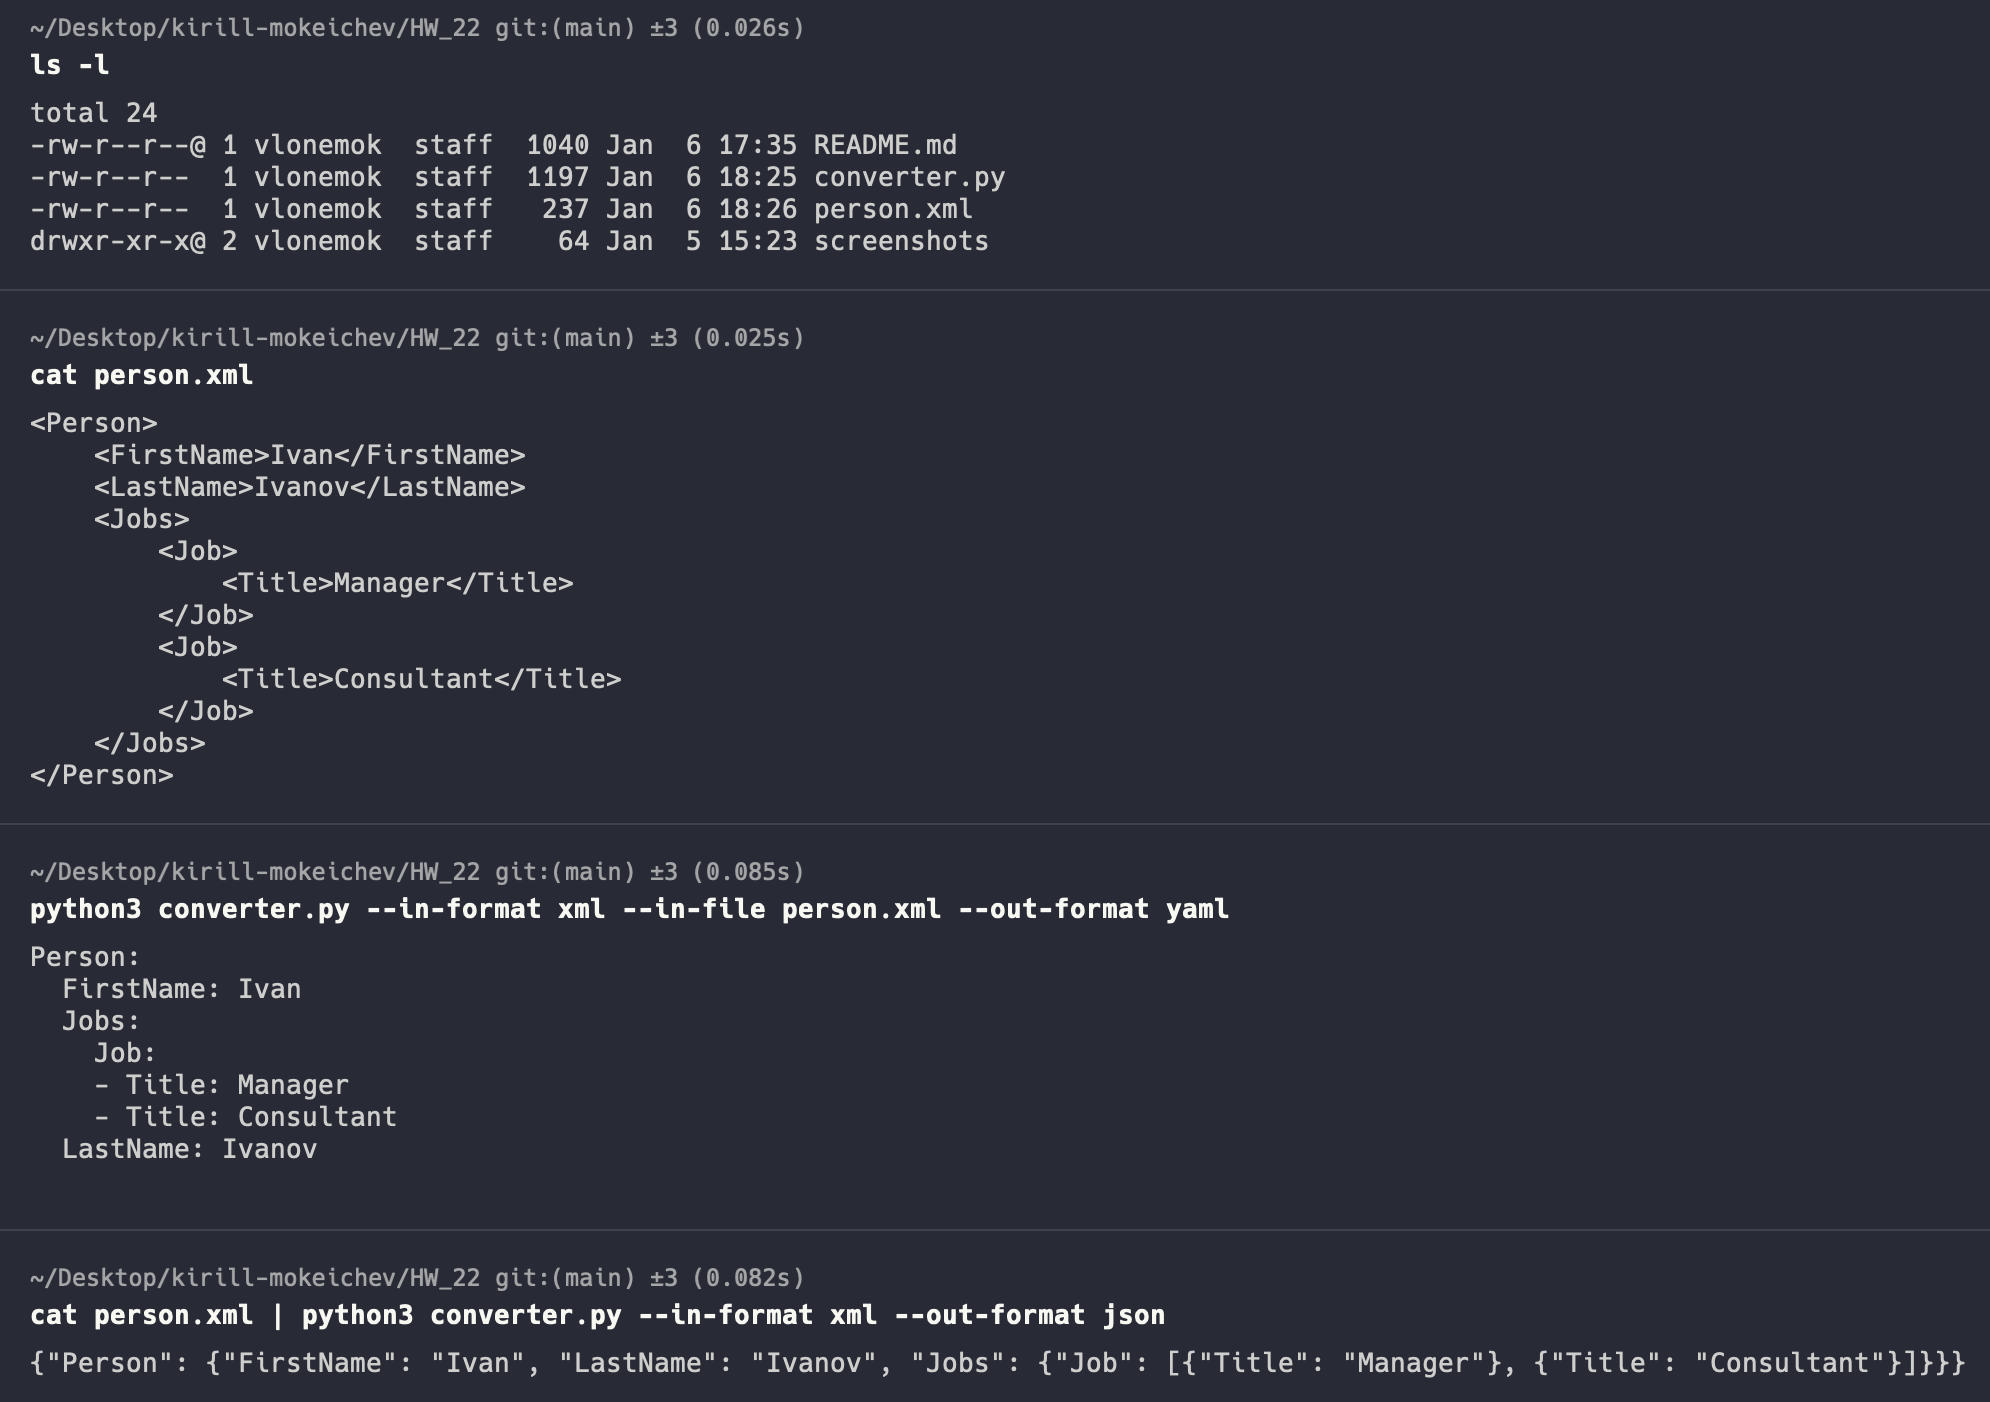 ~/Desktop/kirill-mokeichev/HW_22 git:(main) ±3 (0.026s)
ls -l
total 24
-rw-r--r--@ 1 vlonemok  staff  1040 Jan  6 17:35 README.md
-rw-r--r--  1 vlonemok  staff  1197 Jan  6 18:25 converter.py
-rw-r--r--  1 vlonemok  staff   237 Jan  6 18:26 person.xml
drwxr-xr-x@ 2 vlonemok  staff    64 Jan  5 15:23 screenshots
~/Desktop/kirill-mokeichev/HW_22 git:(main) ±3 (0.025s)
cat person.xml
<Person>
    <FirstName>Ivan</FirstName>
    <LastName>Ivanov</LastName>
    <Jobs>
        <Job>
            <Title>Manager</Title>
        </Job>
        <Job>
            <Title>Consultant</Title>
        </Job>
    </Jobs>
</Person>
~/Desktop/kirill-mokeichev/HW_22 git:(main) ±3 (0.085s)
python3 converter.py --in-format xml --in-file person.xml --out-format yaml
Person:
  FirstName: Ivan
  Jobs:
    Job:
    - Title: Manager
    - Title: Consultant
  LastName: Ivanov
~/Desktop/kirill-mokeichev/HW_22 git:(main) ±3 (0.082s)
cat person.xml | python3 converter.py --in-format xml --out-format json
{"Person": {"FirstName": "Ivan", "LastName": "Ivanov", "Jobs": {"Job": [{"Title": "Manager"}, {"Title": "Consultant"}]}}}